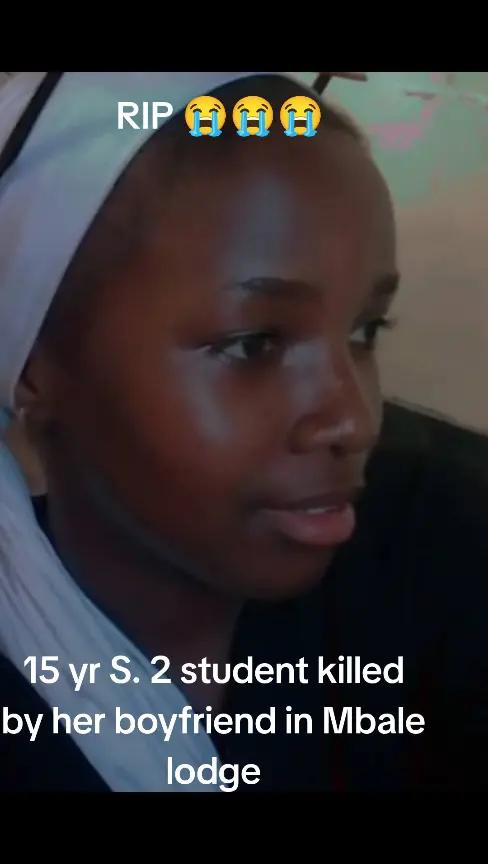 RIP 😭😭😭
15 yr S. 2 student killed
by her boyfriend in Mbale
lodge